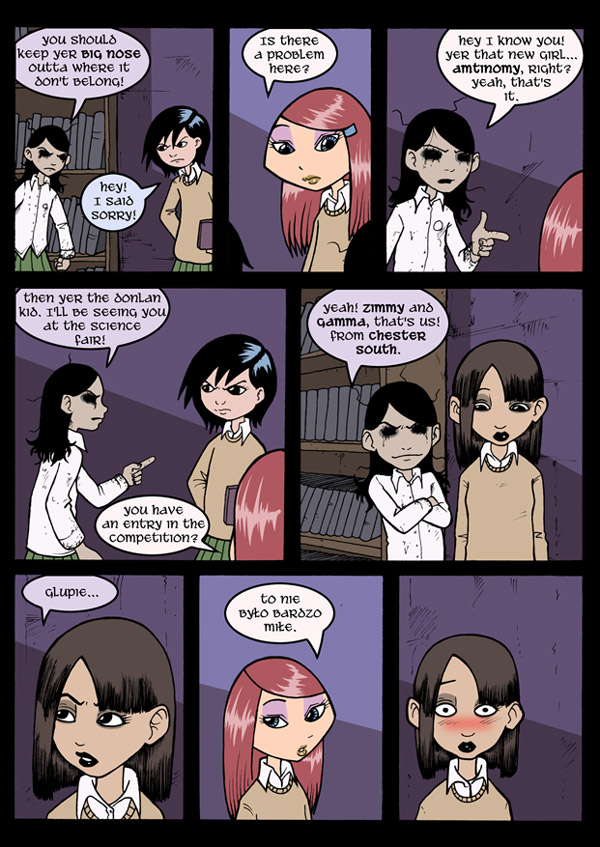 you should
keep yer big nose
outta where it
don't belong!
hey!
I said
sorry!
Is there
a problem
here?
hey I know you!
yer that new girl...
amtinomy, right?
yeah, that's
it.
then yer the donlan
kid. I'll be seeing you
at the science
fair!
you have
an entry in the
competition?
yeah! zimmy and
gamma, that's us!
from chester
south.
glupie...
to nie
było bardzo
miłe.